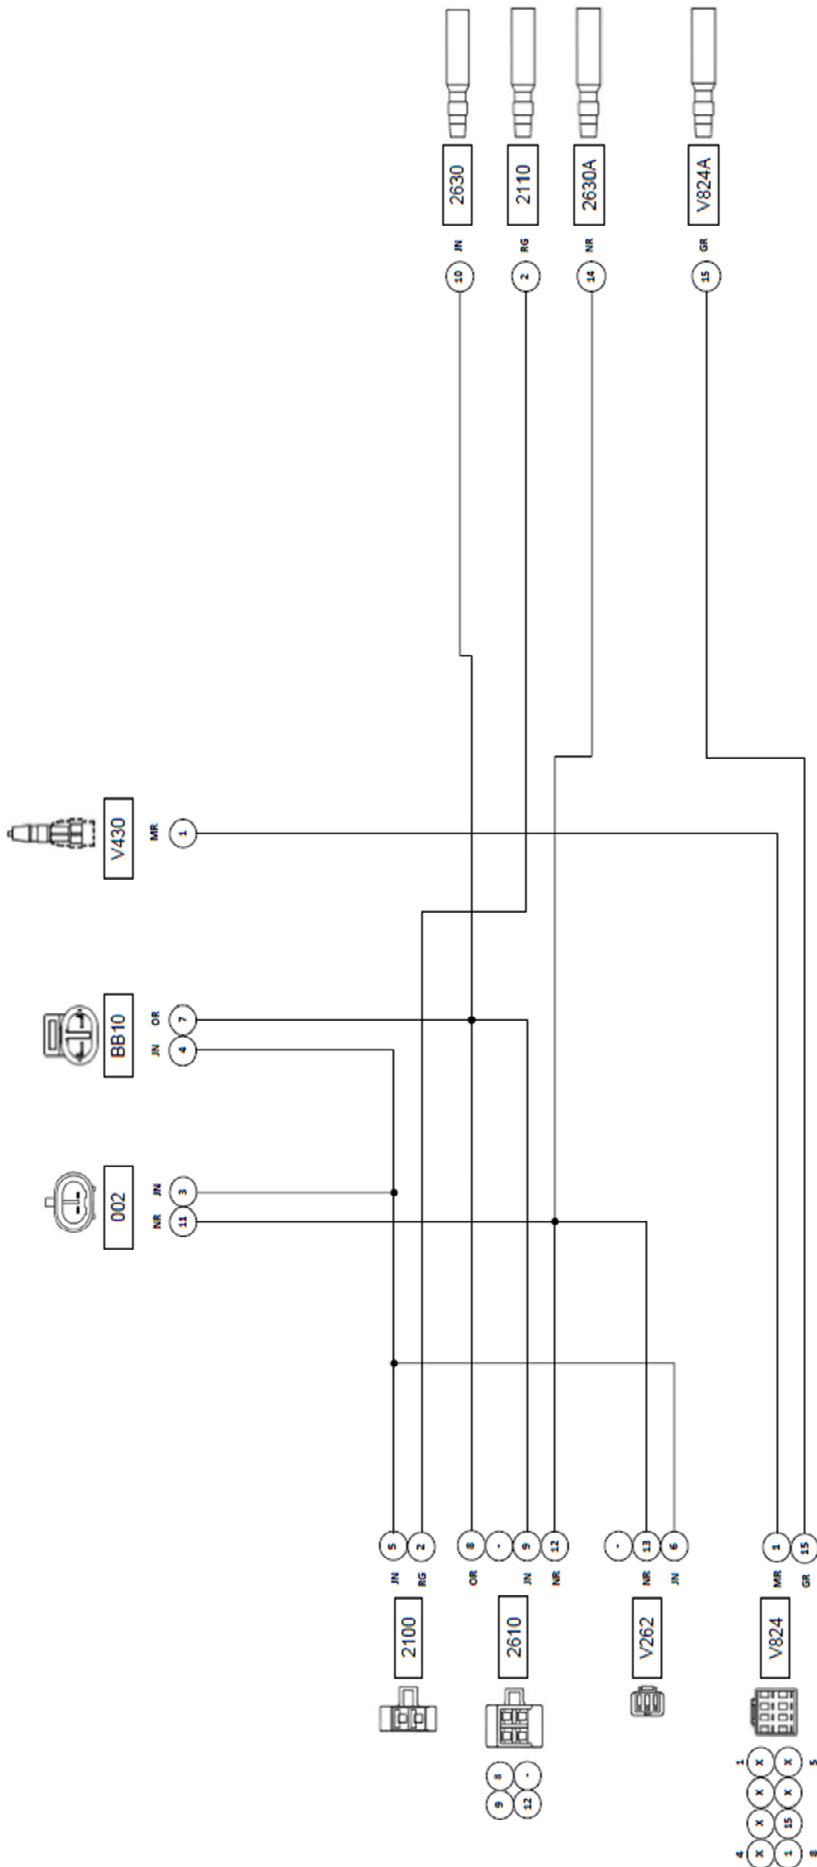 2630
2110
2630A
V824A
JN
RG
NR
GR
10
2
14
15
V430
MR
1
BB10
OR
7
JN
4
002
JN
3
NR
11
5
2
8
-
9
12
-
13
6
1
15
JN
RG
OR
JN
NR
NR
JN
MR
GR
2100
2610
V262
V824
8
-
9
12
1
X
X
5
X
X
X
15
4
X
1
8